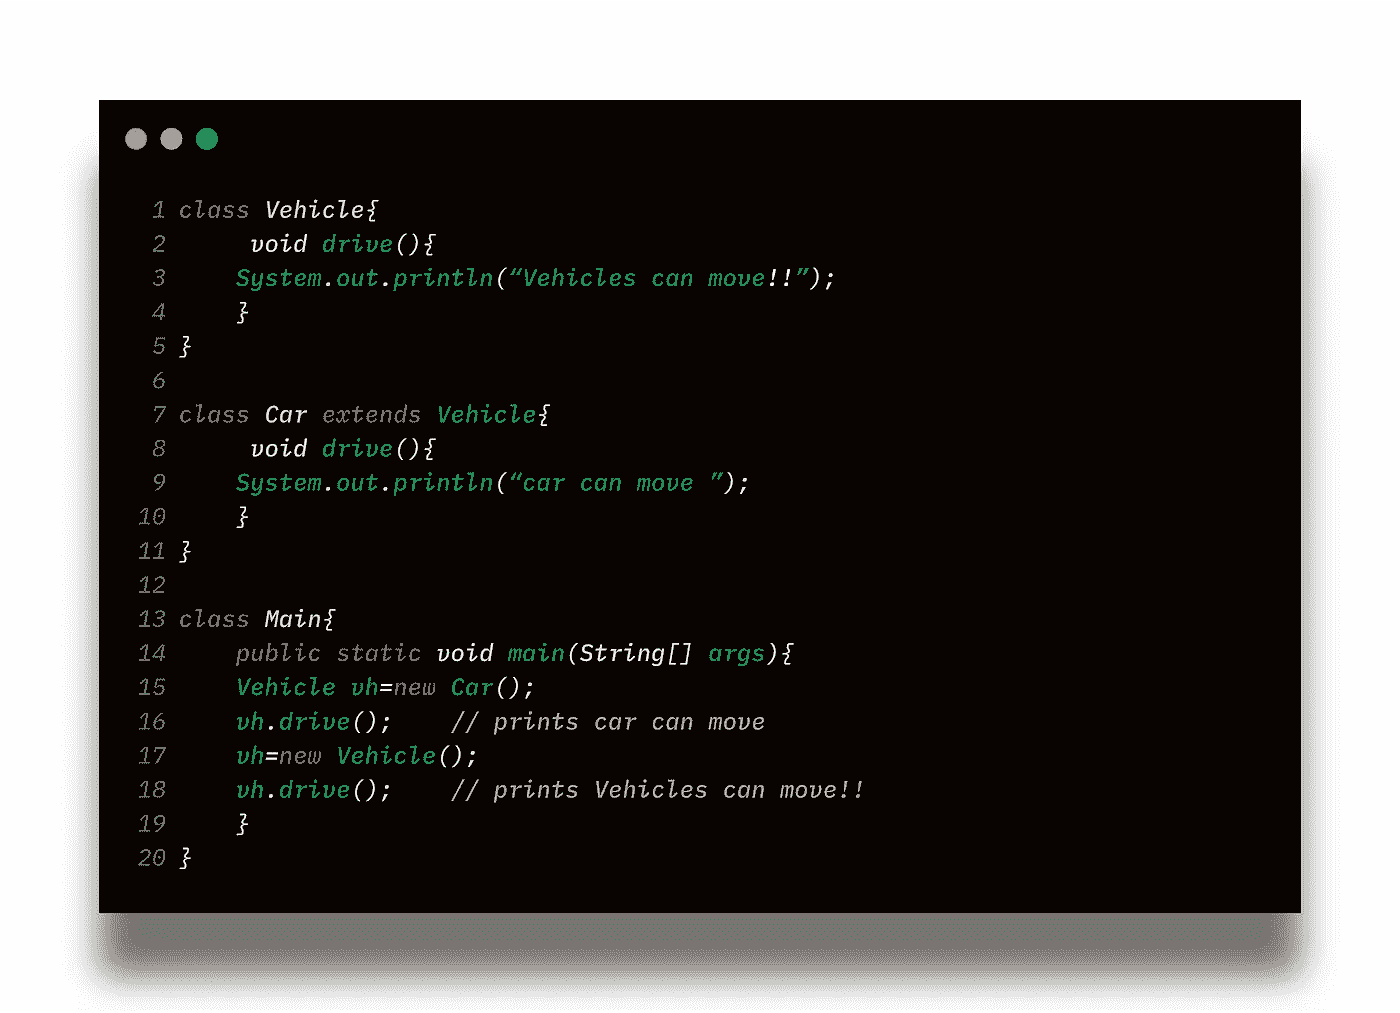 1 class Vehicle{
2 void drive(){
3 System.out.println(“Vehicles can move!!”);
4 }
5 }
6
7 class Car extends Vehicle{
8 void drive(){
9 System.out.println(“car can move ”);
10 }
11 }
12
13 class Main{
14 public static void main(String[] args){
15 Vehicle vh=new Car();
16 vh.drive(); // prints car can move
17 vh=new Vehicle();
18 vh.drive(); // prints Vehicles can move!!
19 }
20 }